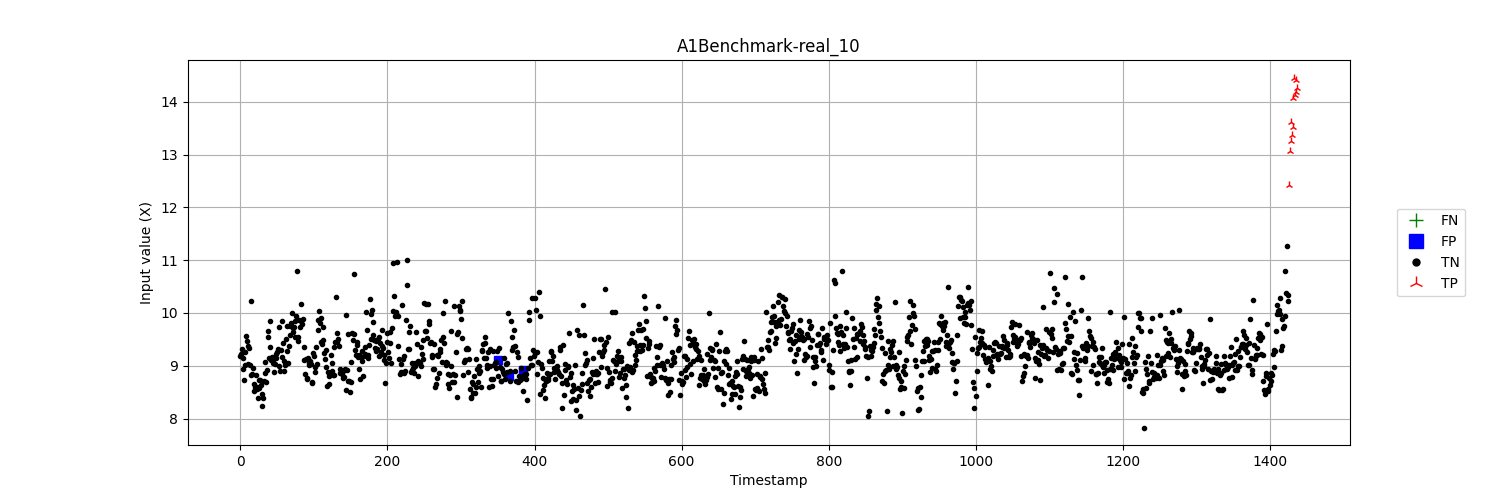 A1Benchmark-real_10
14
13
12
11
10
9
8
Input value (X)
0 200 400 600 800 1000 1200 1400
Timestamp
FN
FP
TN
TP